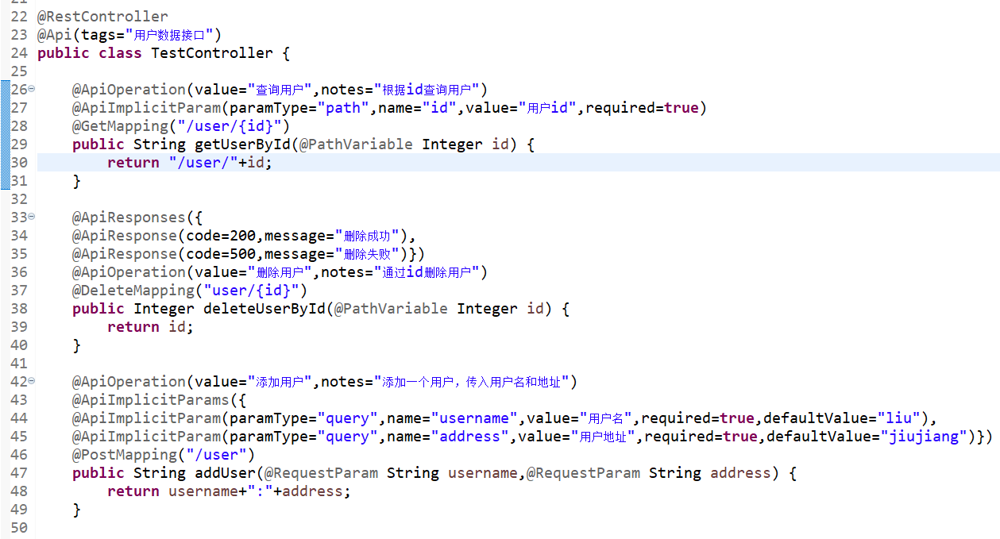 21
22 @RestController
23 @Api(tags="用户数据接口")
24 public class TestController {
25
26 @ApiOperation(value="查询用户",notes="根据id查询用户")
27 @ApiImplicitParam(paramType="path",name="id",value="用户id",required=true)
28 @GetMapping("/user/{id}")
29 public String getUserById(@PathVariable Integer id) {
30 return "/user/"+id;
31 }
32
33 @ApiResponses({
34 @ApiResponse(code=200,message="删除成功"),
35 @ApiResponse(code=500,message="删除失败")})
36 @ApiOperation(value="删除用户",notes="通过id删除用户")
37 @DeleteMapping("user/{id}")
38 public Integer deleteUserById(@PathVariable Integer id) {
39 return id;
40 }
41
42 @ApiOperation(value="添加用户",notes="添加一个用户，传入用户名和地址")
43 @ApiImplicitParams({
44 @ApiImplicitParam(paramType="query",name="username",value="用户名",required=true,defaultValue="liu"),
45 @ApiImplicitParam(paramType="query",name="address",value="用户地址",required=true,defaultValue="jiujiang")})
46 @PostMapping("/user")
47 public String addUser(@RequestParam String username,@RequestParam String address) {
48 return username+":"+address;
49 }
50